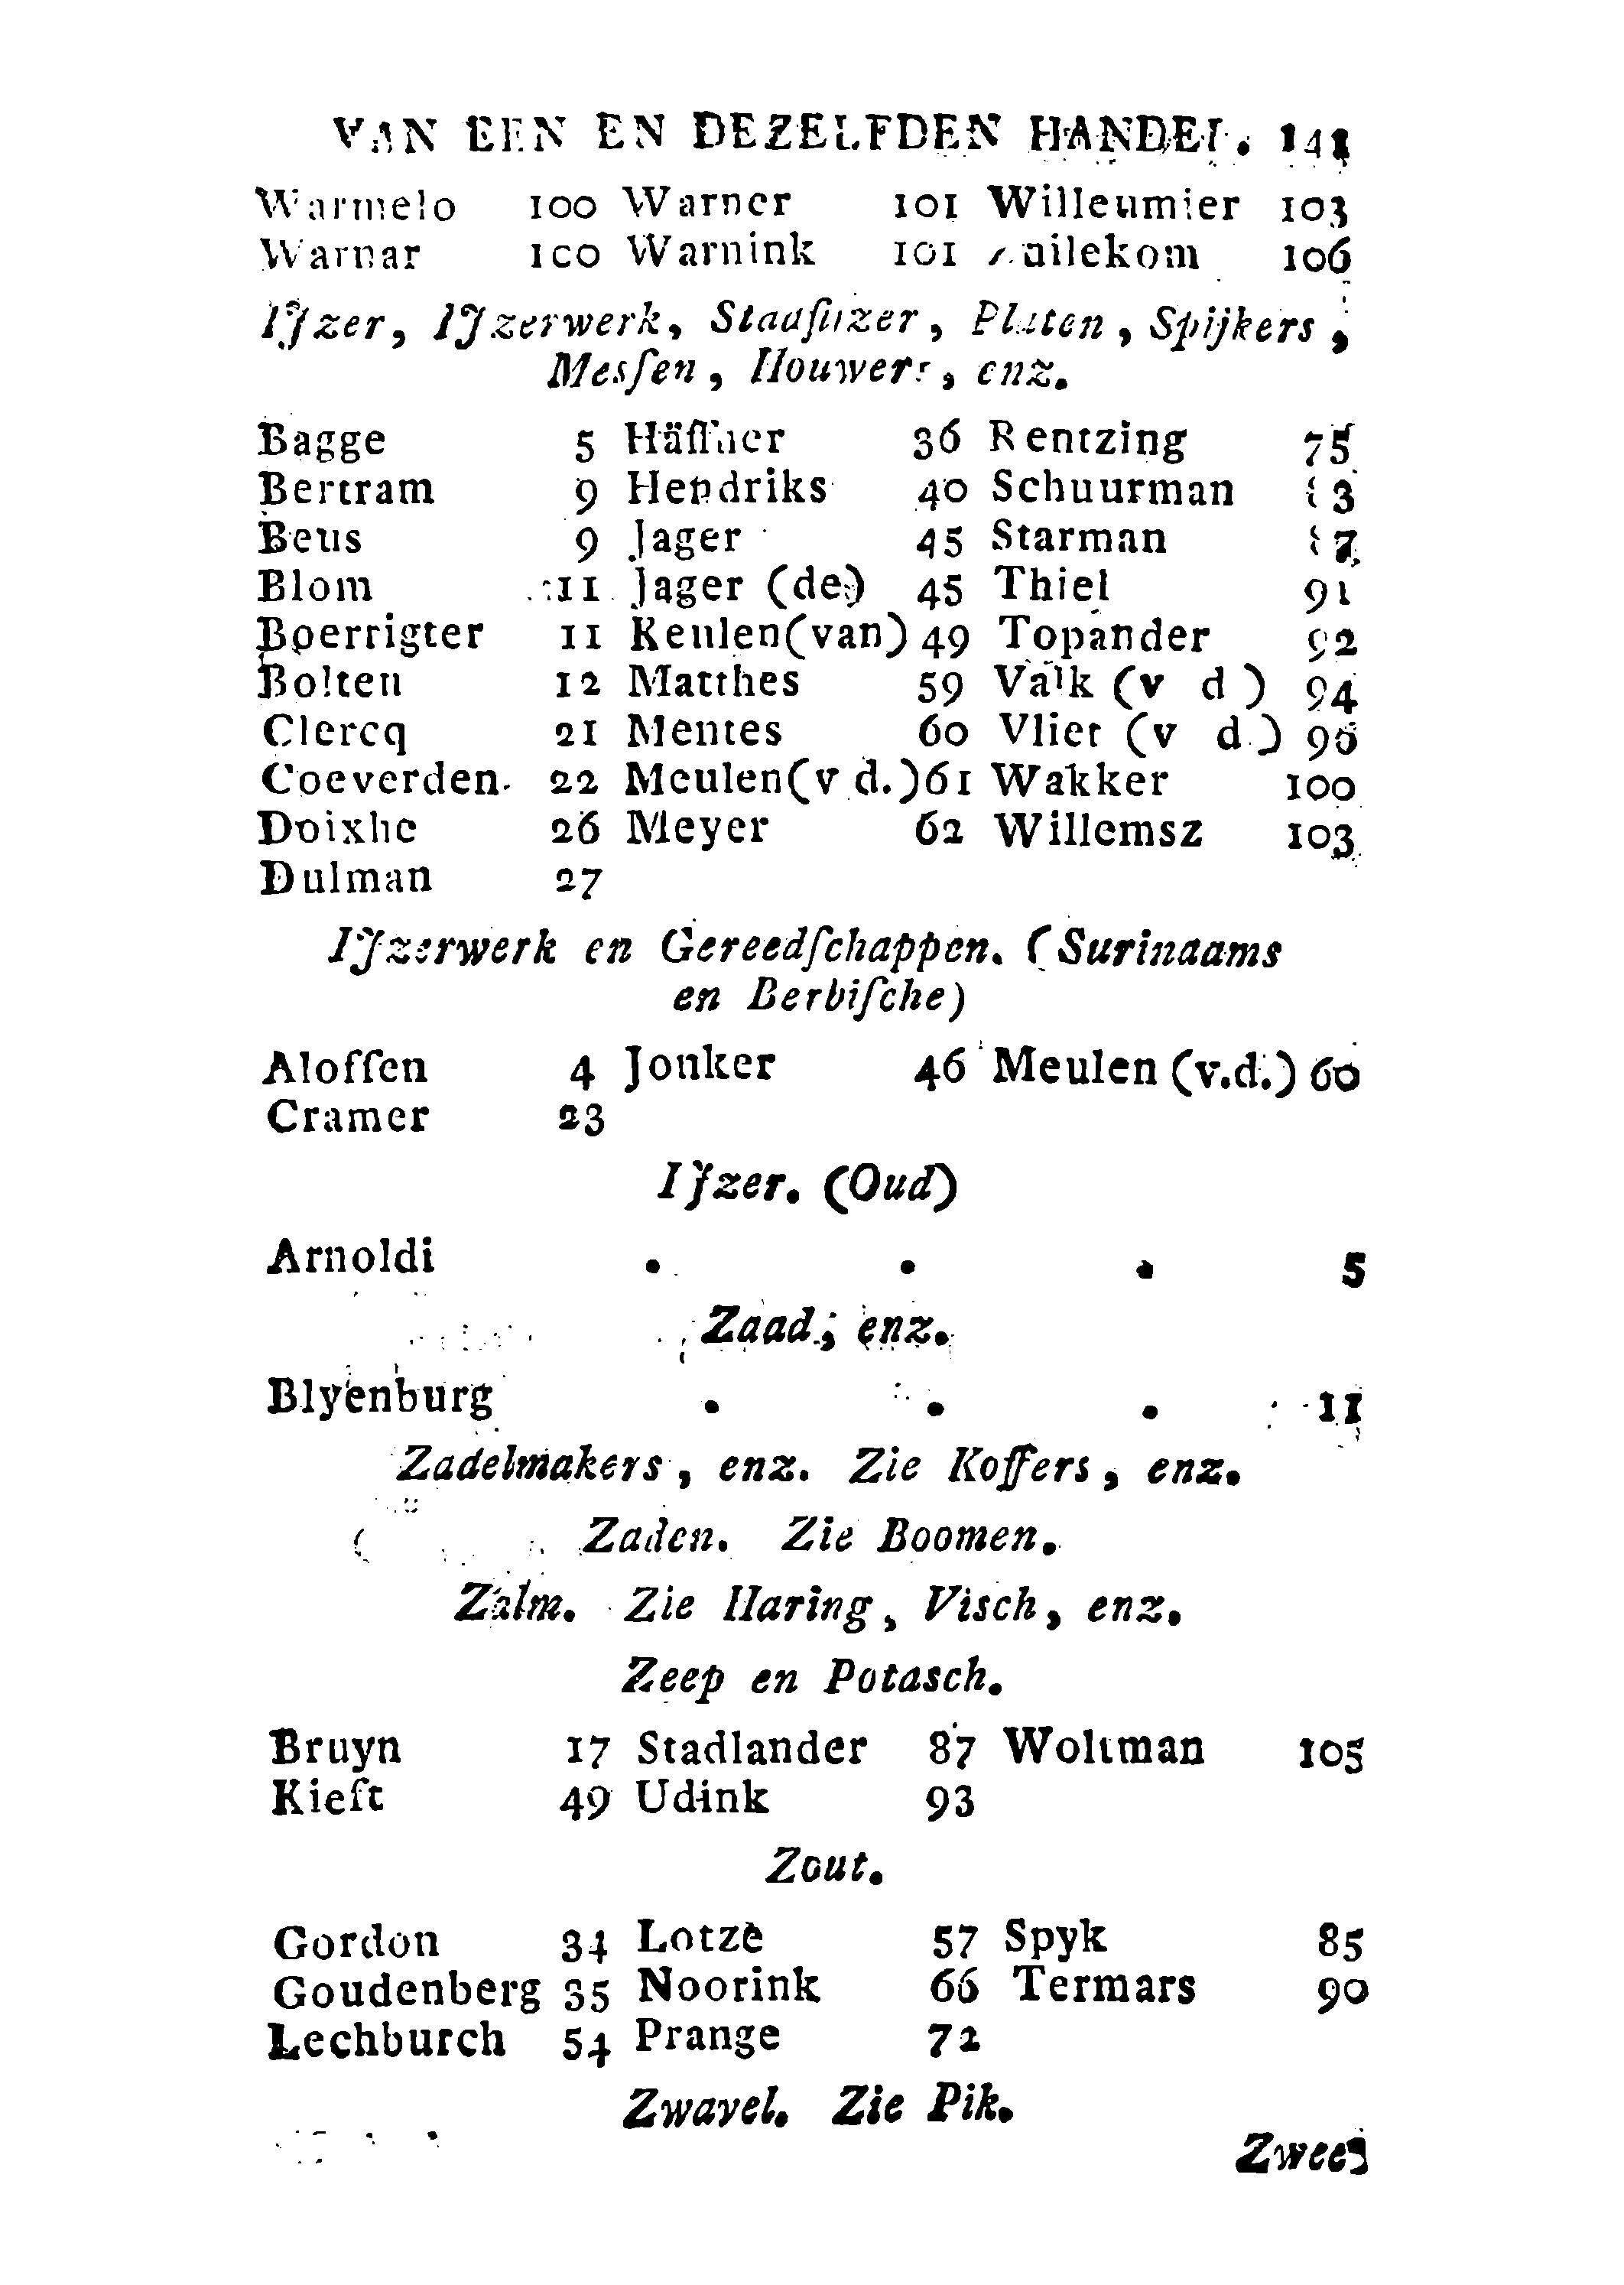 VAN EEN EN DEZELFDEN HANDEL. 141
Warmelo 100 Warner 101 Willeumier 103
Warnar 100 Warnink 101 Zuilekom 106
IJzer, IJzerwerk, Staafijzer, Platen, Spijkers,
Mesſen, Houwers, enz.
Bagge 5 Häffner 36 Rentzing 75
Bertram 9 Hendriks 40 Schuurman 83
Beus 9 Jager 45 Starman 87
Blom 11 Jager (de) 45 Thiel 91
Boerrigter 11 Keulen (van) 49 Topander 92
Bolten 12 Matthes 59 Valk (v d) 94
Clercq 21 Mentes 60 Vliet (v d.)
Coeverden 22 Meulen (v d.) 61 Wakker 100
Doixhe 26 Meyer 62 Willemsz 103
Dulman 27
IJzerwerk en Gereedſchappen. (Surinaams
en Berbiſche)
Aloffen 4 Jonker 46 Meulen (v.d.) 60
Cramer 23
IJzer. (Oud)
Arnoldi . . . 5
Zaad, enz.
Blyenburg . . . 11
Zadelmakers, enz. Zie Koffers, enz.
Zaden. Zie Boomen.
Zalm. Zie Haring, Visch, enz.
Zeep en Potasch.
Bruyn 17 Stadlander 87 Woltman 105
Kieft 49 Udink 93
Zout.
Gordon 34 Lotzè 57 Spyk 85
Goudenberg 35 Noorink 66 Termars 90
Lechburch 54 Prange 72
Zwavel. Zie Pik.
Zwee-